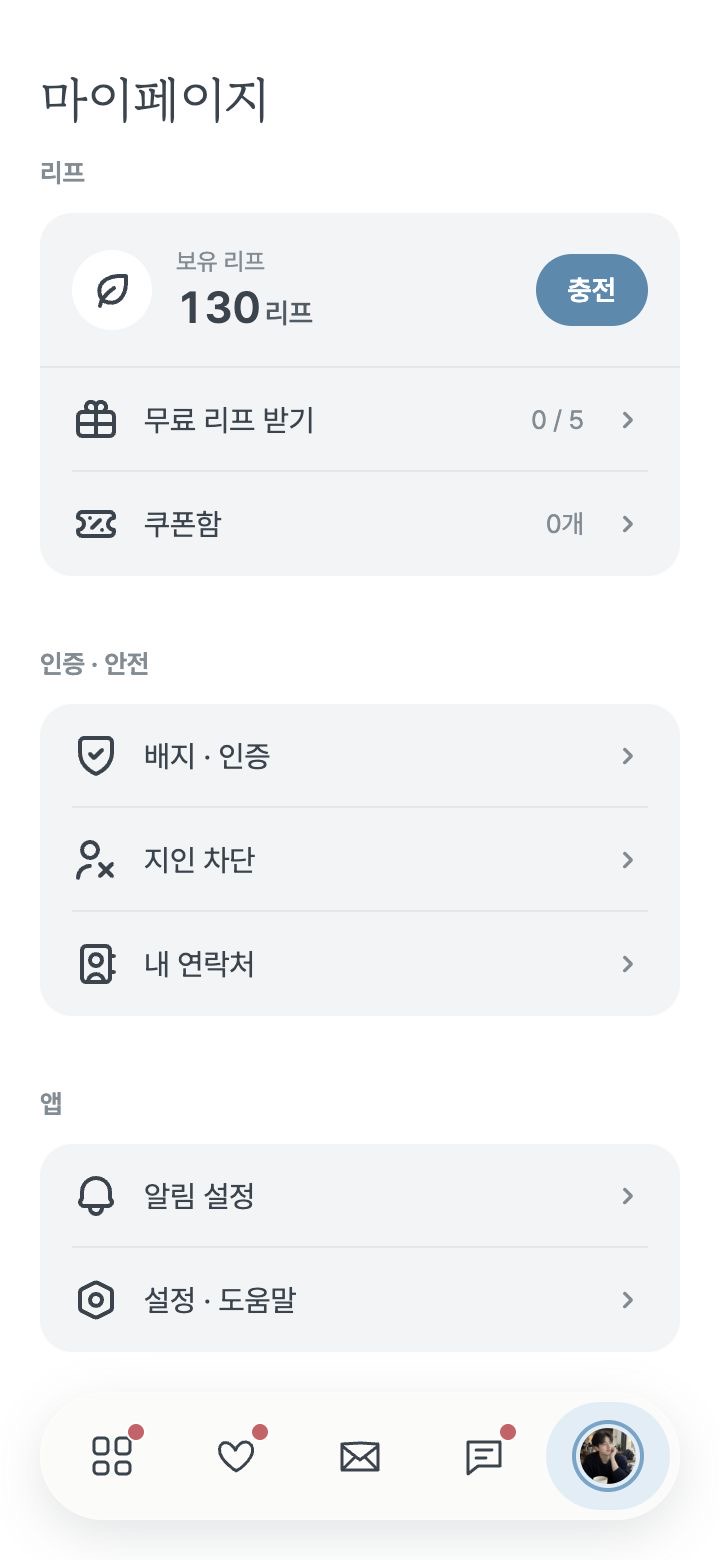 마이페이지
리프
보유 리프
130 리프
충전
무료 리프 받기
0 / 5
쿠폰함
0개
인증 · 안전
배지 · 인증
지인 차단
내 연락처
앱
알림 설정
설정 · 도움말